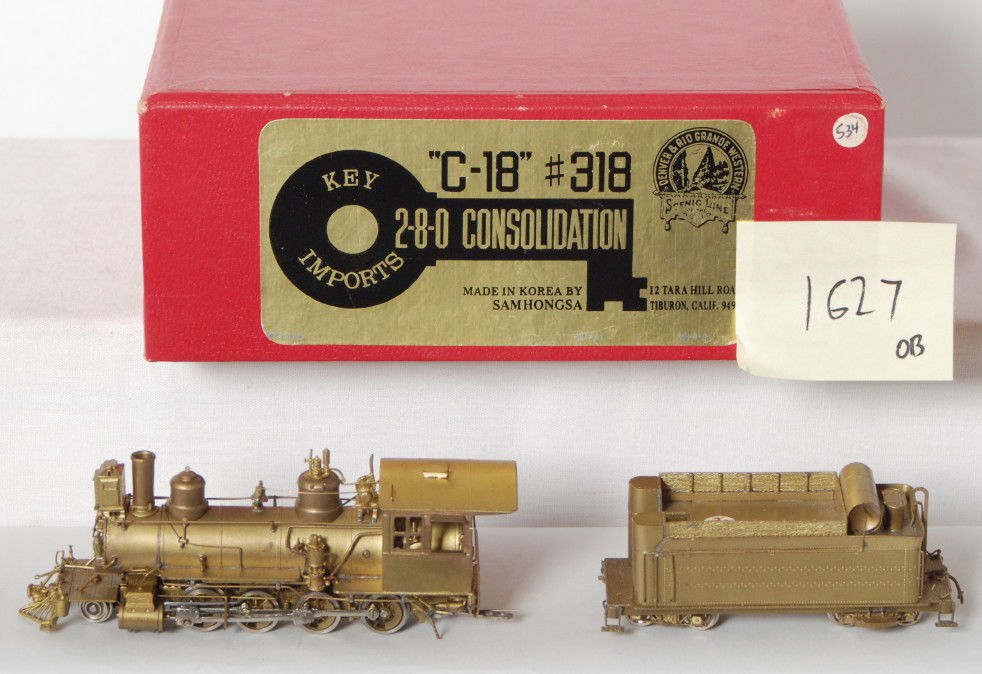 KEY
IMPORTS
"C-18" #318
2-8-0 CONSOLIDATION
MADE IN KOREA BY
SAMHONGSA
12 TARA HILL ROA
TIBURON, CALIF. 949
DENVER & RIO GRANDE WESTERN
SCENIC LINE
534
1627
OB